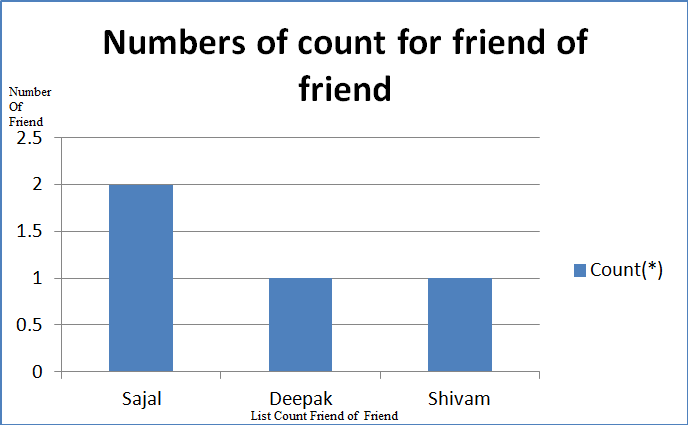 Numbers of count for friend of
friend
Number
Of
Friend
2.5
2
1.5
1
0.5
0
Count(*)
Sajal Deepak Shivam
List Count Friend of Friend